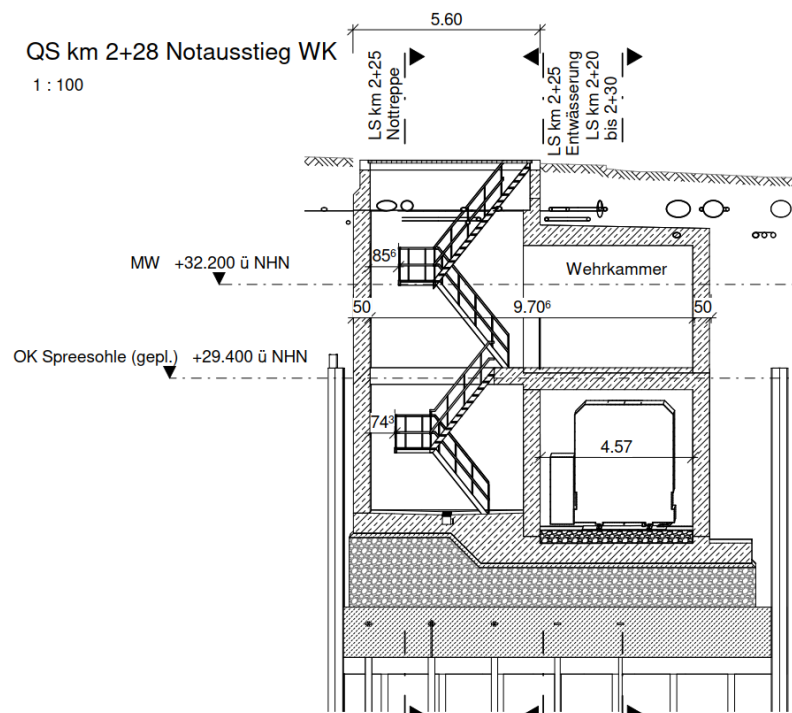 5.60
QS km 2+28 Notausstieg WK
1 : 100
LS km 2+25
Nottreppe
LS km 2+25
Entwässerung
LS km 2+20
bis 2+30
85⁶
MW +32.200 ü NHN
Wehrkammer
50
9.70⁶
50
OK Spreesohle (gepl.) +29.400 ü NHN
74³
4.57